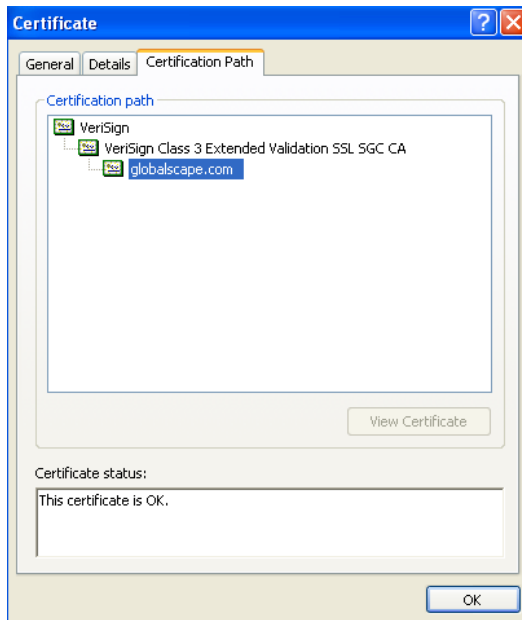 Certificate
General Details Certification Path
Certification path
VeriSign
VeriSign Class 3 Extended Validation SSL SGC CA
globalscape.com
View Certificate
Certificate status:
This certificate is OK.
OK